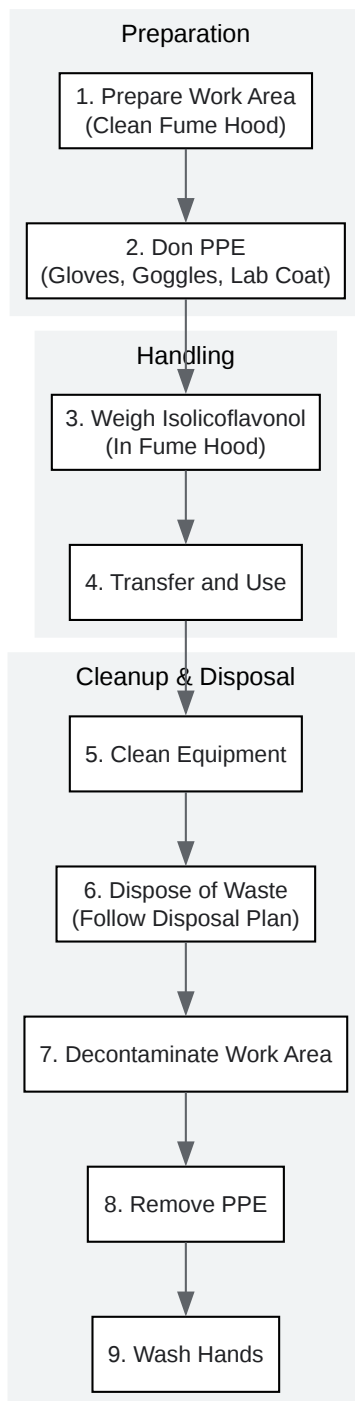 Preparation
1. Prepare Work Area
(Clean Fume Hood)
2. Don PPE
(Gloves, Goggles, Lab Coat)
Handling
3. Weigh Isolicoflavonol
(In Fume Hood)
4. Transfer and Use
Cleanup & Disposal
5. Clean Equipment
6. Dispose of Waste
(Follow Disposal Plan)
7. Decontaminate Work Area
8. Remove PPE
9. Wash Hands